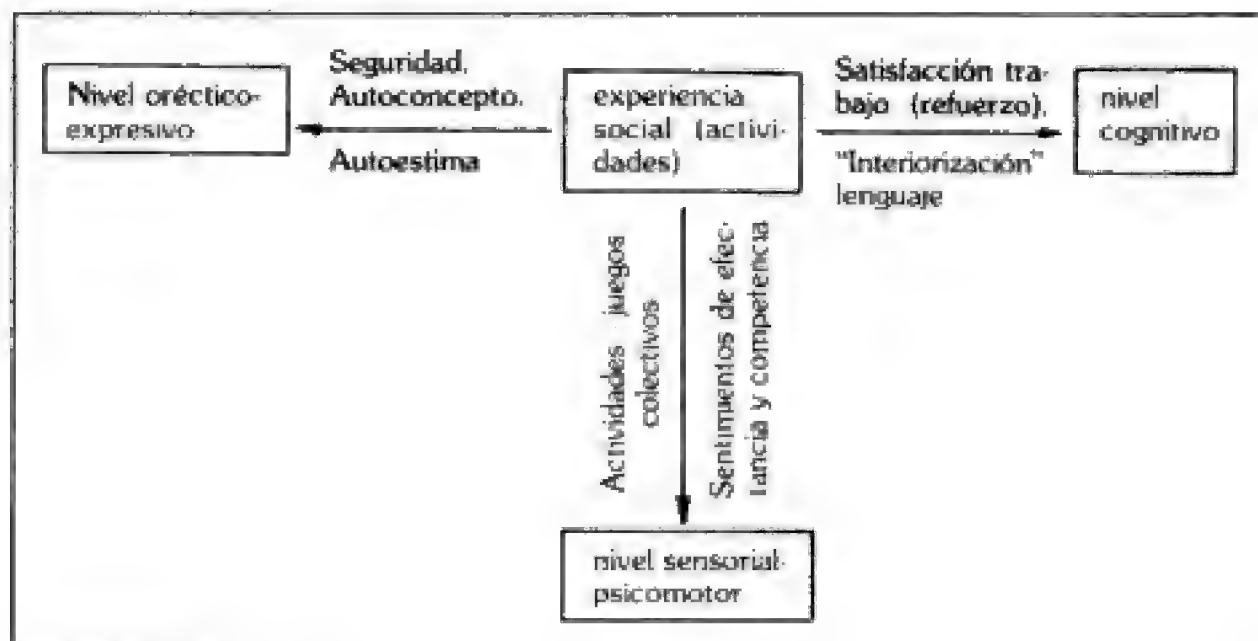 Nivel oréctico-
expresivo
Seguridad.
Autoconcepto.
Autoestima
experiencia
social (activi-
dades)
Satisfacción tra-
bajo (refuerzo).
"Interiorización"
lenguaje
nivel
cognitivo
Actividades juegos
colectivos
Sentimentos de efec-
tancia y competencia
nivel sensorial-
psicomotor